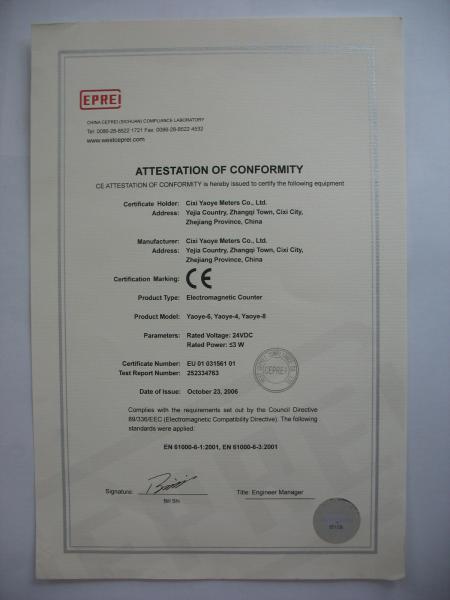 CEPREI
CHINA CEPREI (SICHUAN) COMPLIANCE LABORATORY
Tel: 0086-28-8522 1721 Fax: 0086-28-8522 4532
www.westceprei.com
ATTESTATION OF CONFORMITY
CE ATTESTATION OF CONFORMITY is hereby issued to certify the following equipment
Certificate Holder: Cixi Yaoye Meters Co., Ltd.
Address: Yejia Country, Zhangqi Town, Cixi City,
Zhejiang Province, China
Manufacturer: Cixi Yaoye Meters Co., Ltd.
Address: Yejia Country, Zhangqi Town, Cixi City,
Zhejiang Province, China
Certification Marking: CE
Product Type: Electromagnetic Counter
Product Model: Yaoye-6, Yaoye-4, Yaoye-8
Parameters: Rated Voltage: 24VDC
Rated Power: ≤3 W
Certificate Number: EU 01 031561 01
Test Report Number: 252334763
CEPREI
Date of Issue: October 23, 2006
Complies with the requirements set out by the Council Directive
89/336/EEC (Electromagnetic Compatibility Directive). The following
standards were applied:
EN 61000-6-1:2001, EN 61000-6-3:2001
Signature:
Title: Engineer Manager
Bill Shi